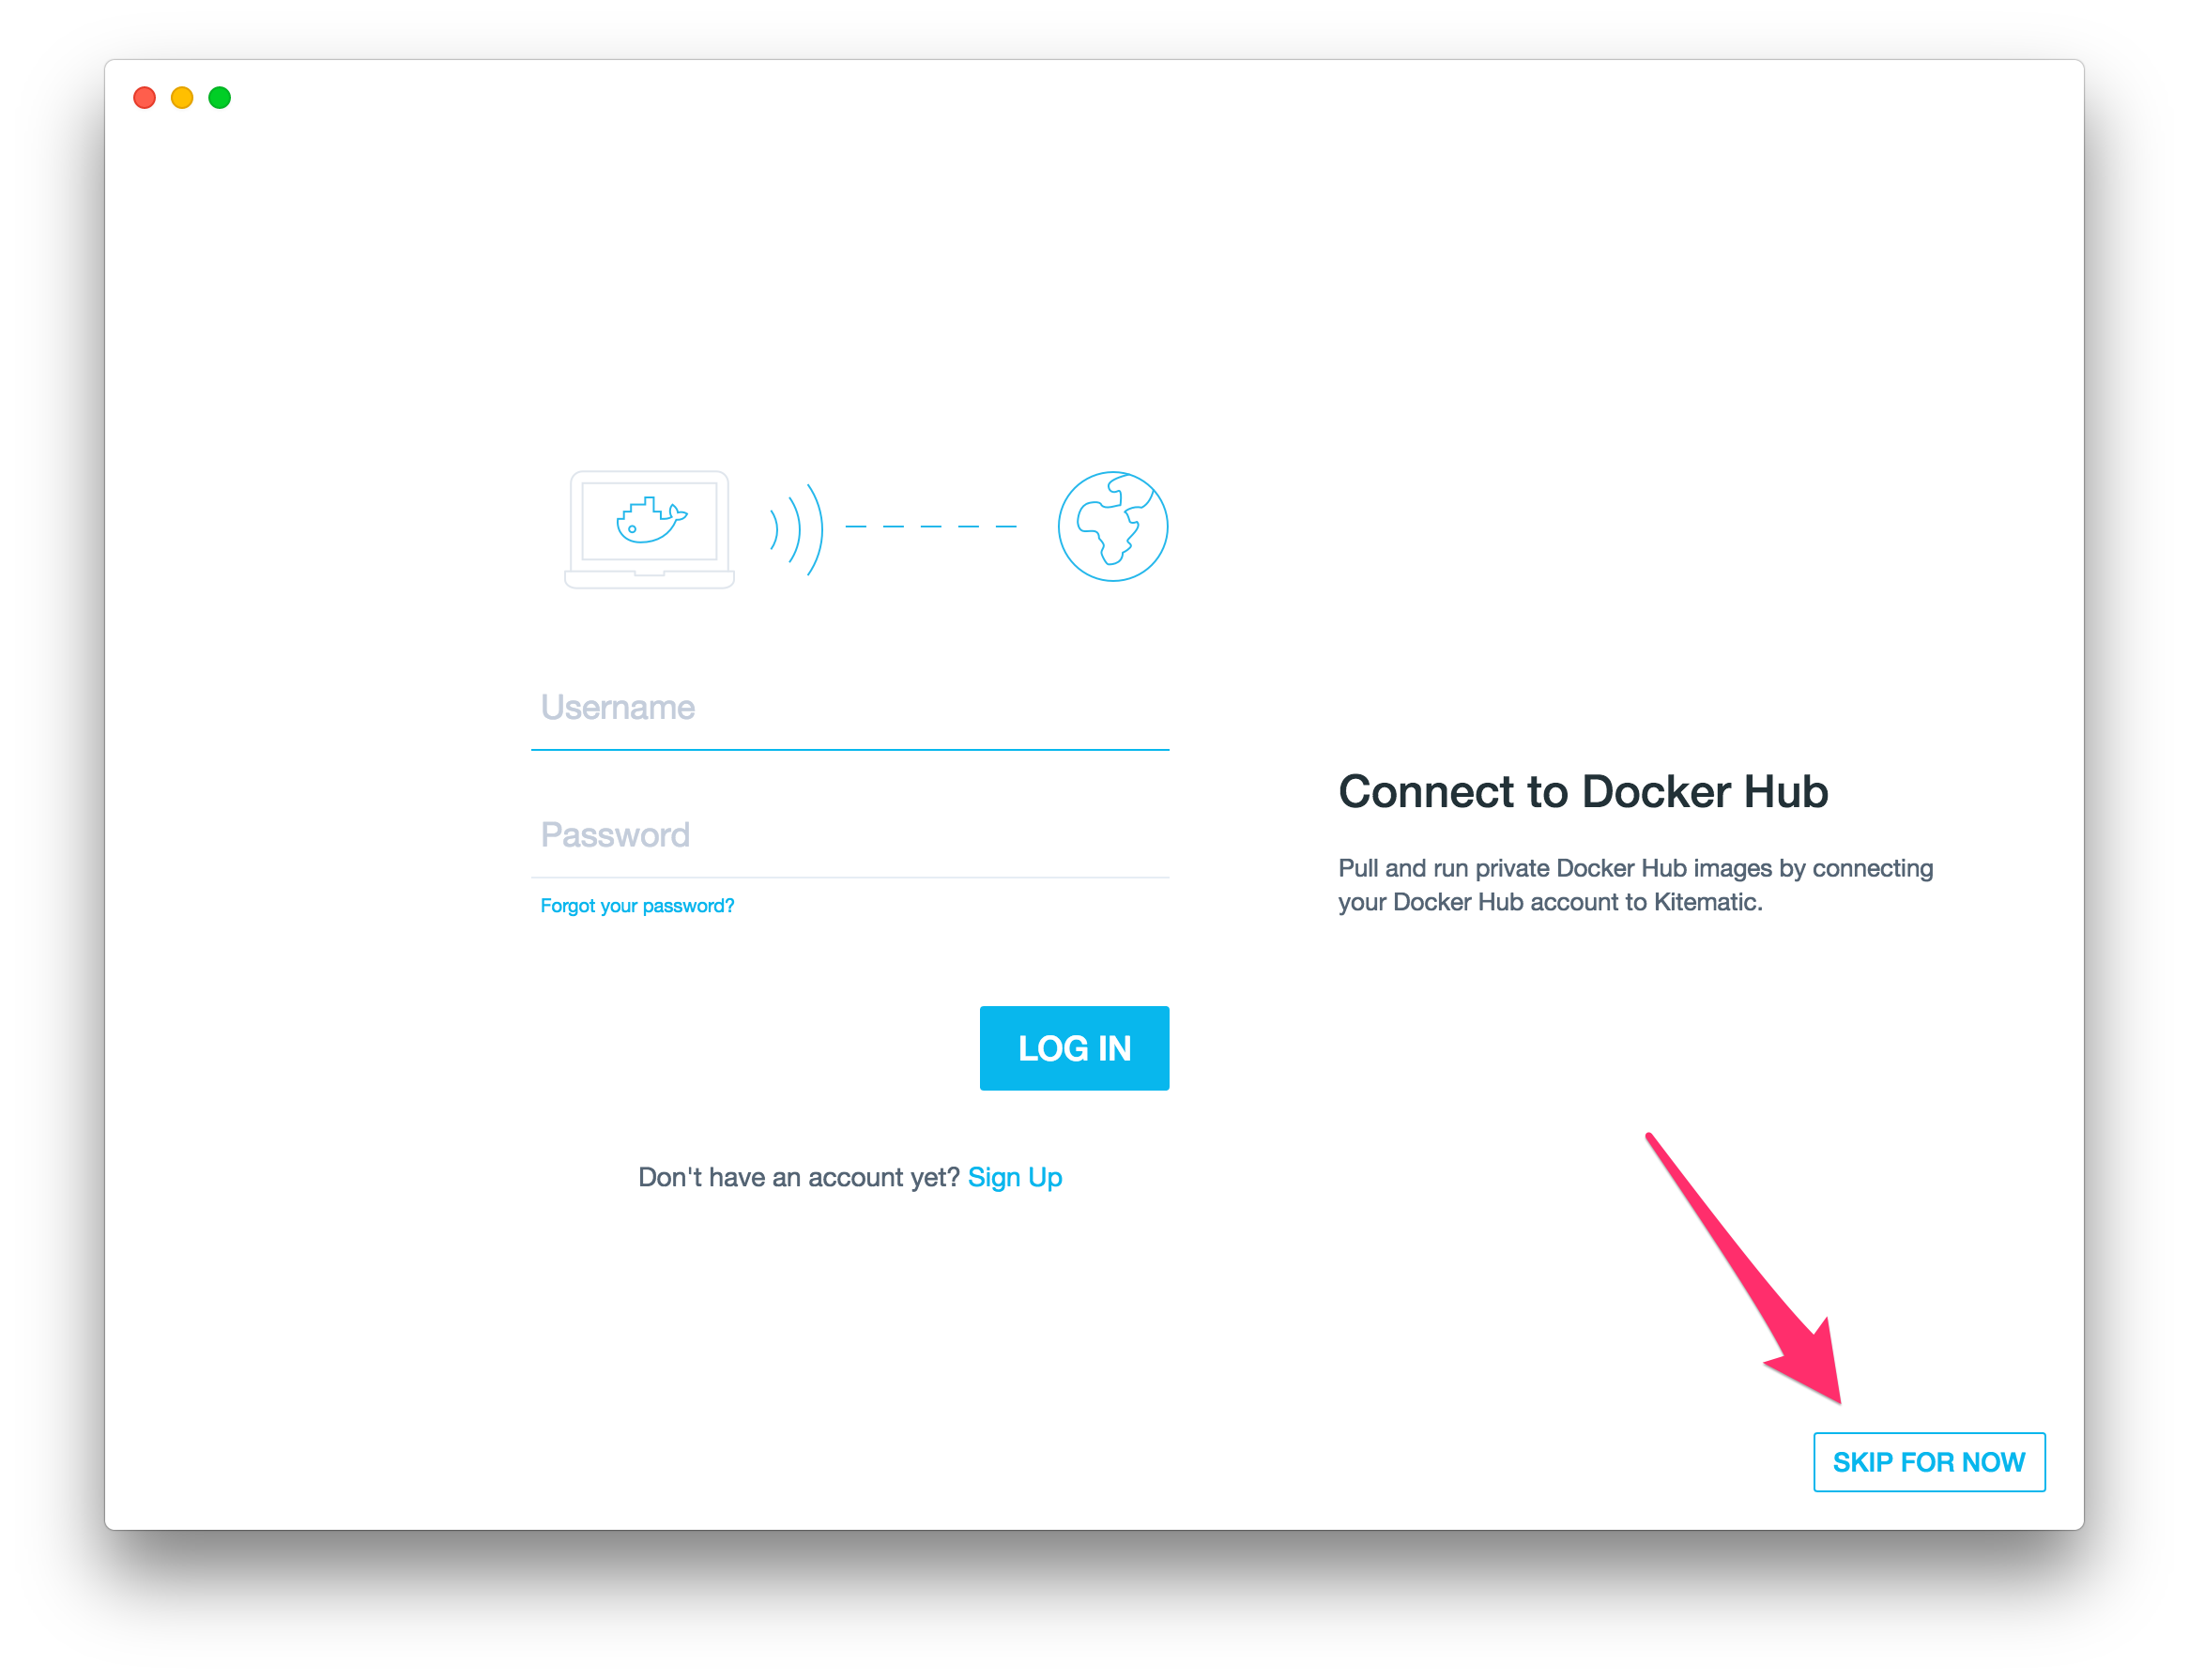 Username
Password
Forgot your password?
LOG IN
Don't have an account yet? Sign Up
Connect to Docker Hub
Pull and run private Docker Hub images by connecting
your Docker Hub account to Kitematic.
SKIP FOR NOW